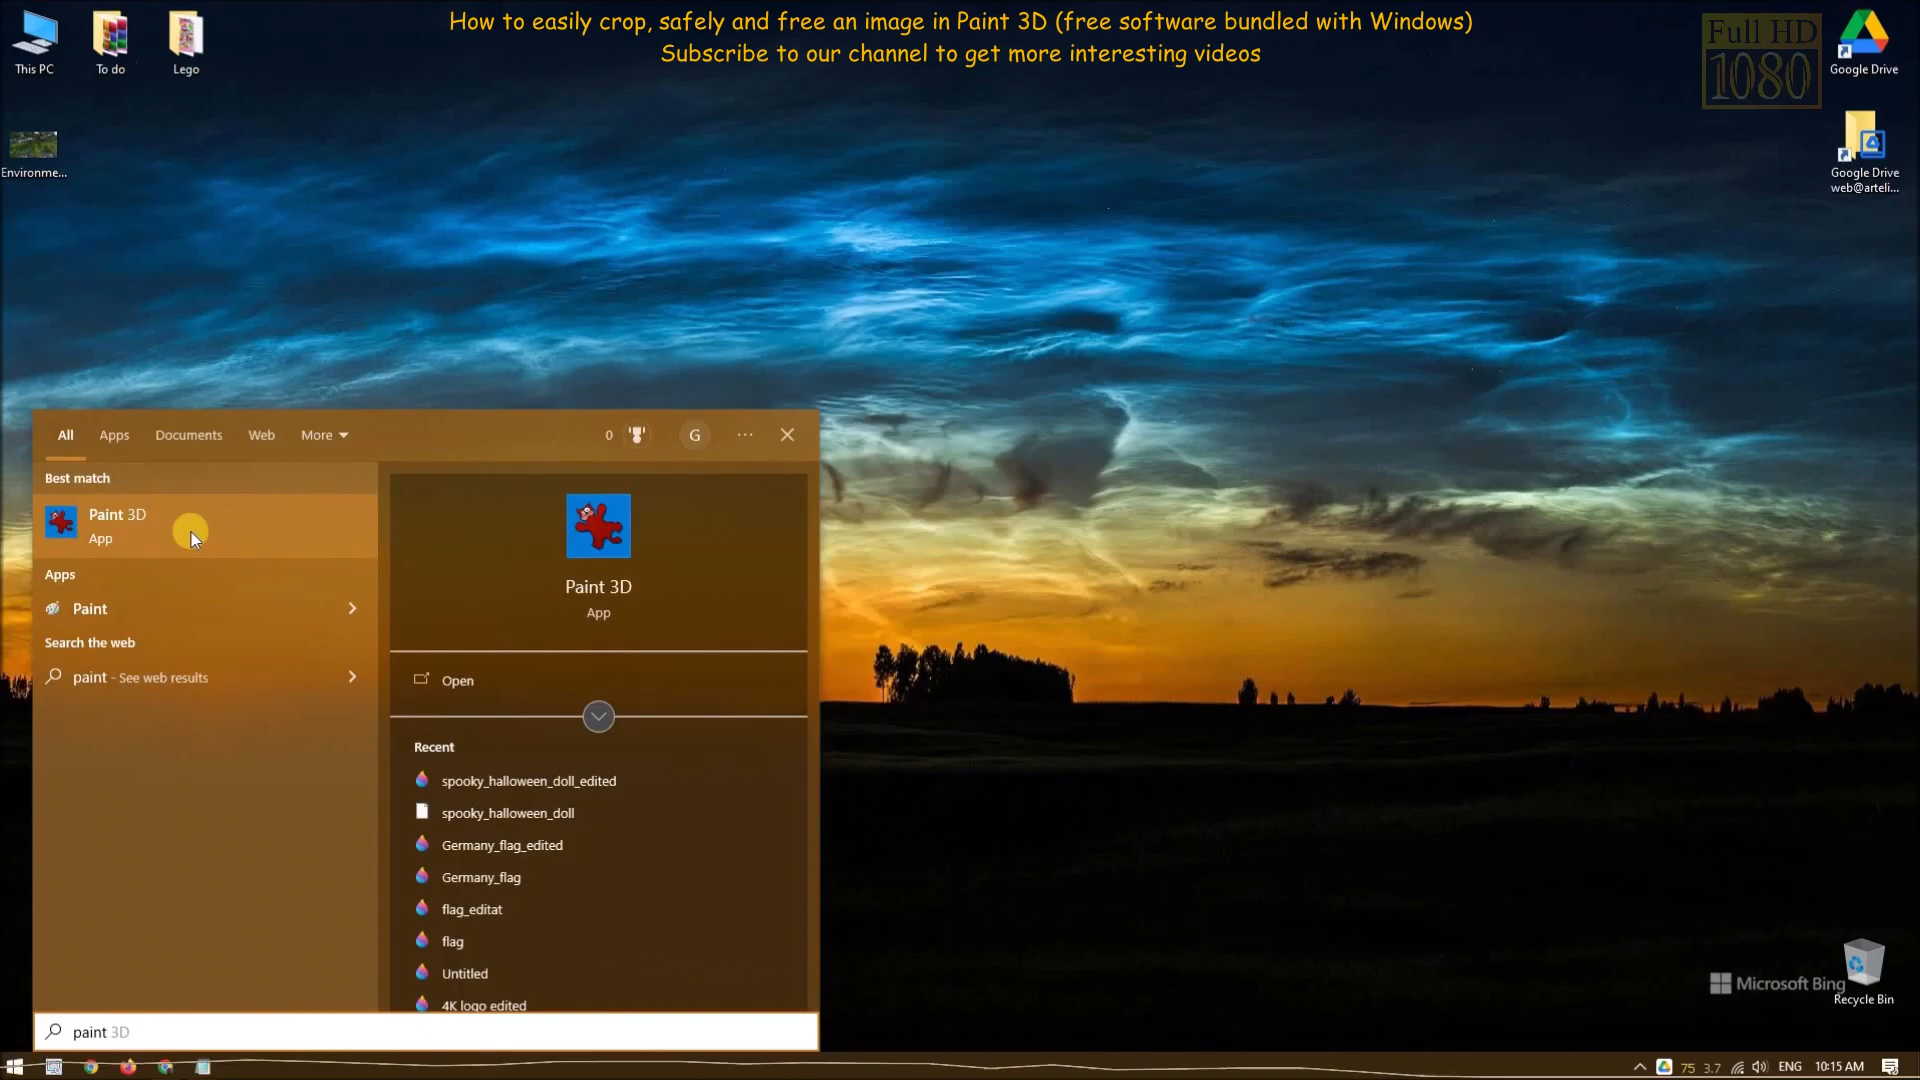 How to easily crop, safely and free an image in Paint 3D (free software bundled with Windows)
Subscribe to our channel to get more interesting videos
Full HD
1080
This PC
To do
Lego
Google Drive
Environme...
Google Drive
web@arteli...
All
Apps
Documents
Web
More
0
G
Best match
Paint 3D
App
Apps
Paint
Search the web
paint - See web results
Paint 3D
App
Open
Recent
spooky_halloween_doll_edited
spooky_halloween_doll
Germany_flag_edited
Germany_flag
flag_editat
flag
Untitled
4K logo edited
Microsoft Bing
Recycle Bin
paint 3D
75
3.7
ENG
10:15 AM